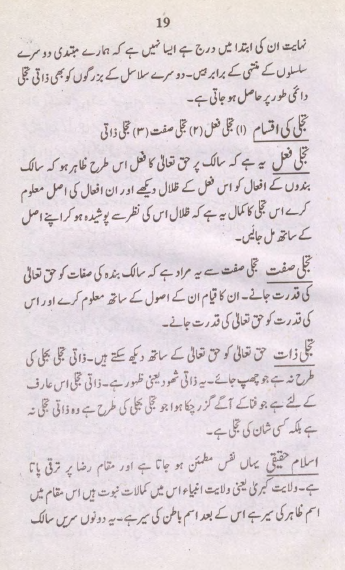 19
نہایت ان کی ابتدا میں درج ہے ایسا نہیں ہے کہ ہمارے مبتدی دوسرے
سلسلوں کے منتہی کے برابر ہیں۔ دوسرے سلاسل کے بزرگوں کو بھی ذاتی تجلی
دائمی طور پر حاصل ہو جاتی ہے۔
تجلی کی اقسام (۱) تجلی فعل (۲) تجلی صفت (۳) تجلی ذاتی
تجلی فعل یہ ہے کہ سالک پر حق تعالیٰ کا فعل اس طرح ظاہر ہو کہ سالک
بندوں کے افعال کو اس فعل کے ظلال دیکھے اور ان افعال کی اصل معلوم
کرے اس تجلی کا کمال یہ ہے کہ ظلال اس کی نظر سے پوشیدہ ہو کر اپنے اصل
کے ساتھ مل جائیں۔
تجلی صفت تجلی صفت سے یہ مراد ہے کہ سالک بندہ کی صفات کو حق تعالیٰ
کی قدرت جانے۔ ان کا قیام ان کے اصول کے ساتھ معلوم کرے اور اس
کی قدرت کو حق تعالیٰ کی قدرت جانے۔
تجلی ذات حق تعالیٰ کو حق تعالیٰ کے ساتھ دیکھ سکتے ہیں۔ ذاتی تجلی بجلی کی
طرح نہ ہے جو چھپ جائے۔ یہ ذاتی شہود یعنی ظہور ہے۔ ذاتی تجلی اس عارف
کے لئے ہے جو فنا کے آگے گزر چکا ہوا جو تجلی بجلی کی طرح ہے وہ ذاتی تجلی نہ
ہے بلکہ کسی شان کی تجلی ہے۔
اسلام حقیقی یہاں نفس مطمئن ہو جاتا ہے اور مقام رضا پر ترقی پاتا
ہے۔ ولایت کبریٰ یعنی ولایت انبیاء اس میں کمالات نبوت ہیں اس مقام میں
اسم ظاہر کی سیر ہے اس کے بعد اسم باطن کی سیر ہے۔ یہ دونوں سیریں سالک